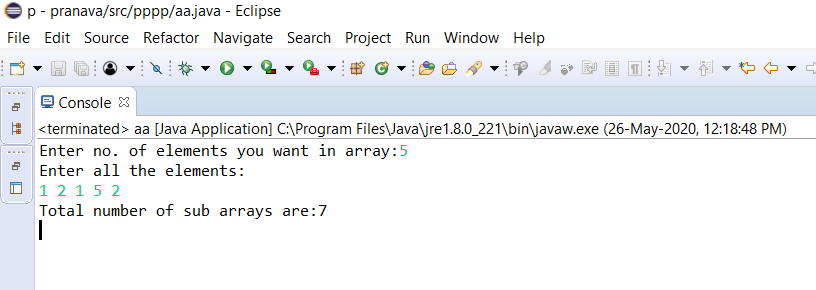 p - pranava/src/pppp/aa.java - Eclipse
File Edit Source Refactor Navigate Search Project Run Window Help
Console
<terminated> aa [Java Application] C:\Program Files\Java\jre1.8.0_221\bin\javaw.exe (26-May-2020, 12:18:48 PM)
Enter no. of elements you want in array:5
Enter all the elements:
1 2 1 5 2
Total number of sub arrays are:7